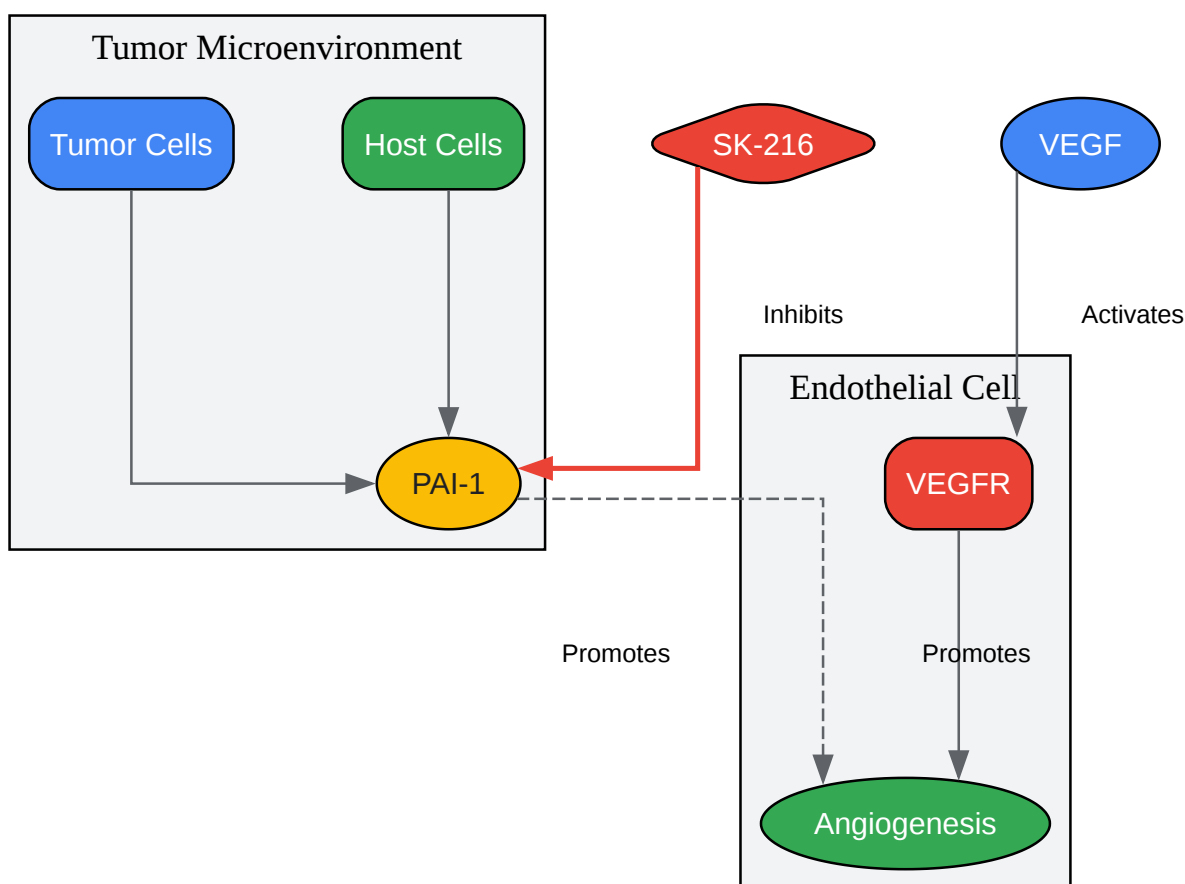 Tumor Microenvironment
Tumor Cells
Host Cells
SK-216
VEGF
Inhibits
Activates
Endothelial Cell
PAI-1
VEGFR
Promotes
Promotes
Angiogenesis